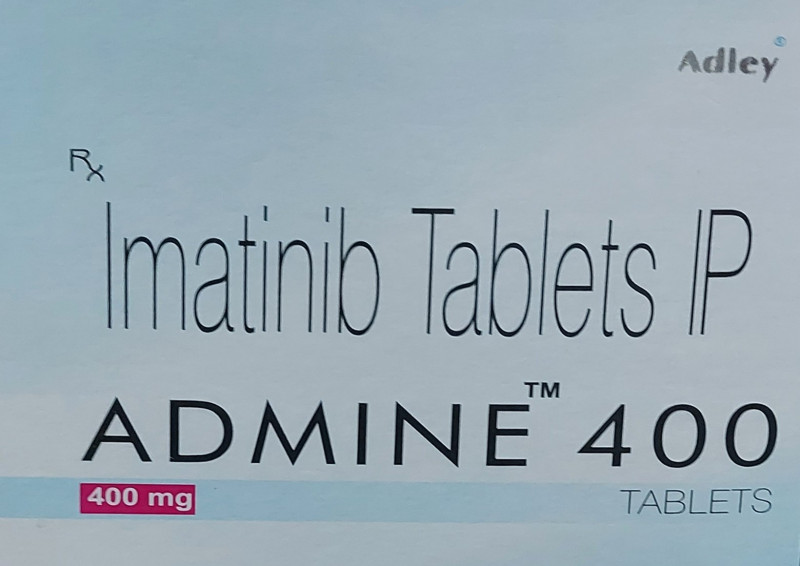 Adley
Rx
Imatinib Tablets IP
ADMINE™ 400
400 mg
TABLETS